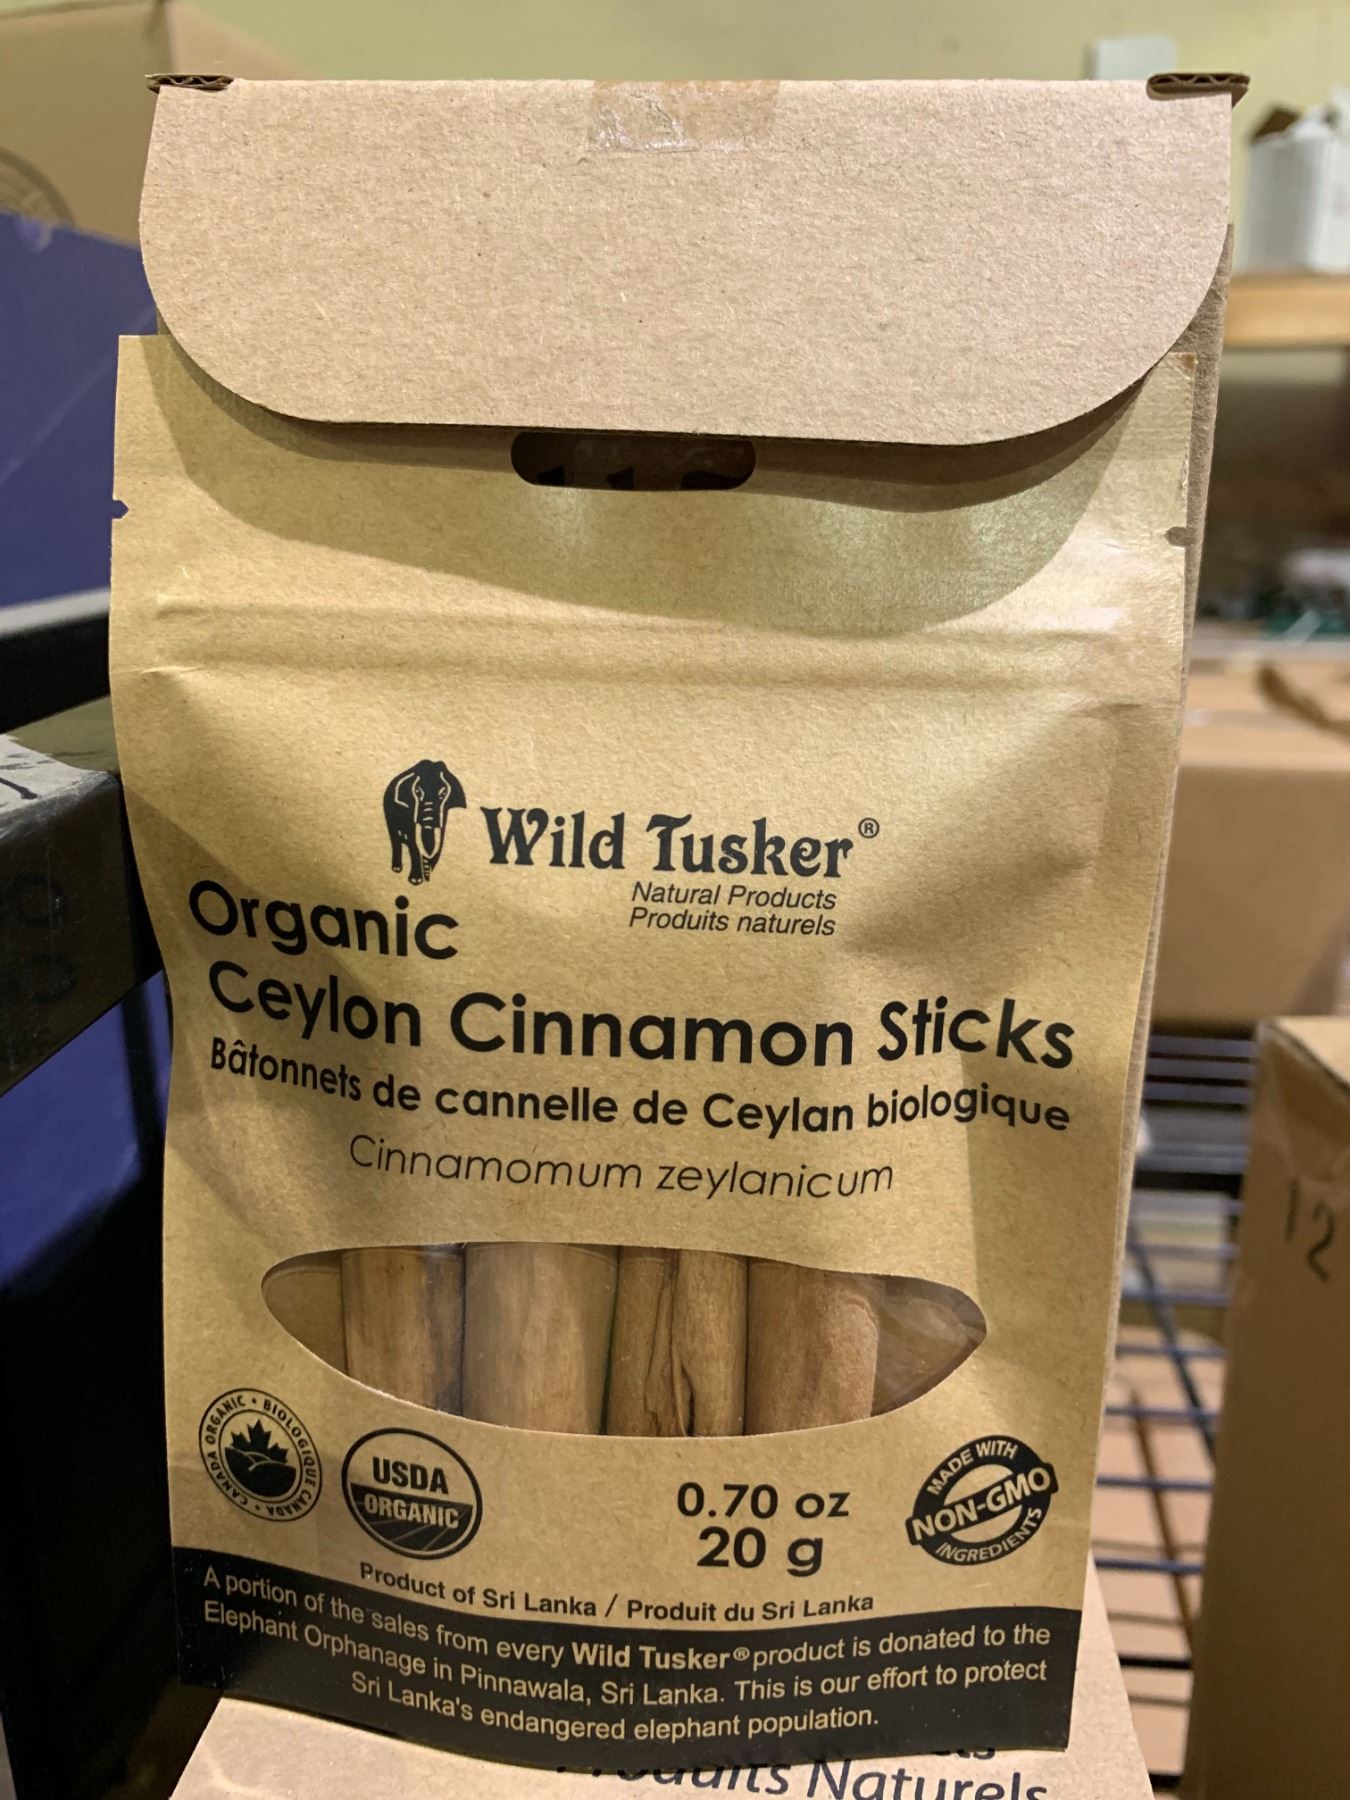 Wild Tusker®
Natural Products
Produits naturels
Organic
Ceylon Cinnamon Sticks
Bâtonnets de cannelle de Ceylan biologique
Cinnamomum zeylanicum
CANADA ORGANIC • BIOLOGIQUE CANADA •
USDA
ORGANIC
0.70 oz
20 g
MADE WITH
NON-GMO
INGREDIENTS
Product of Sri Lanka / Produit du Sri Lanka
A portion of the sales from every Wild Tusker® product is donated to the
Elephant Orphanage in Pinnawala, Sri Lanka. This is our effort to protect
Sri Lanka's endangered elephant population.
Naturels
12